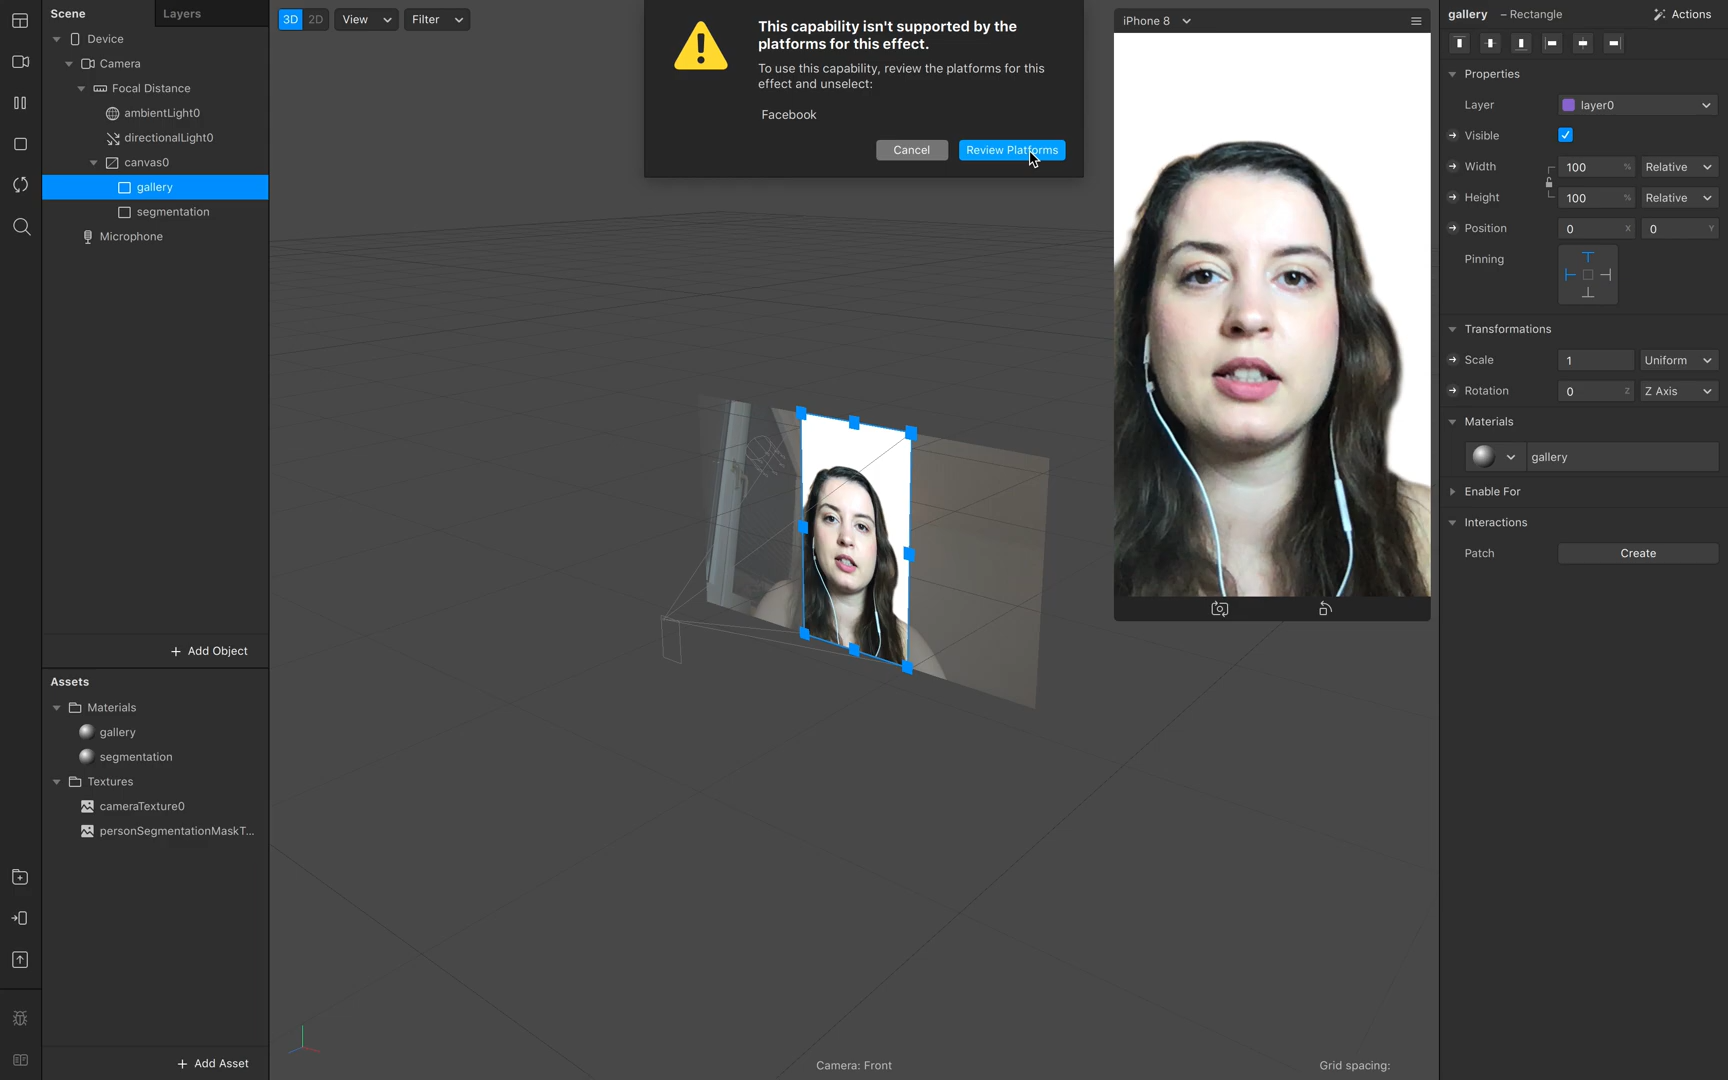 Scene
Layers
Device
Camera
Focal Distance
ambientLight0
directionalLight0
canvas0
gallery
segmentation
Microphone
+ Add Object
Assets
Materials
gallery
segmentation
Textures
cameraTexture0
personSegmentationMaskT...
+ Add Asset
3D 2D View Filter
This capability isn't supported by the
platforms for this effect.
To use this capability, review the platforms for this
effect and unselect:
Facebook
Cancel Review Platforms
Camera: Front
Grid spacing:
iPhone 8
gallery – Rectangle Actions
Properties
Layer layer0
Visible
Width 100 % Relative
Height 100 % Relative
Position 0 X 0 Y
Pinning
Transformations
Scale 1 Uniform
Rotation 0 Z Z Axis
Materials
gallery
Enable For
Interactions
Patch Create